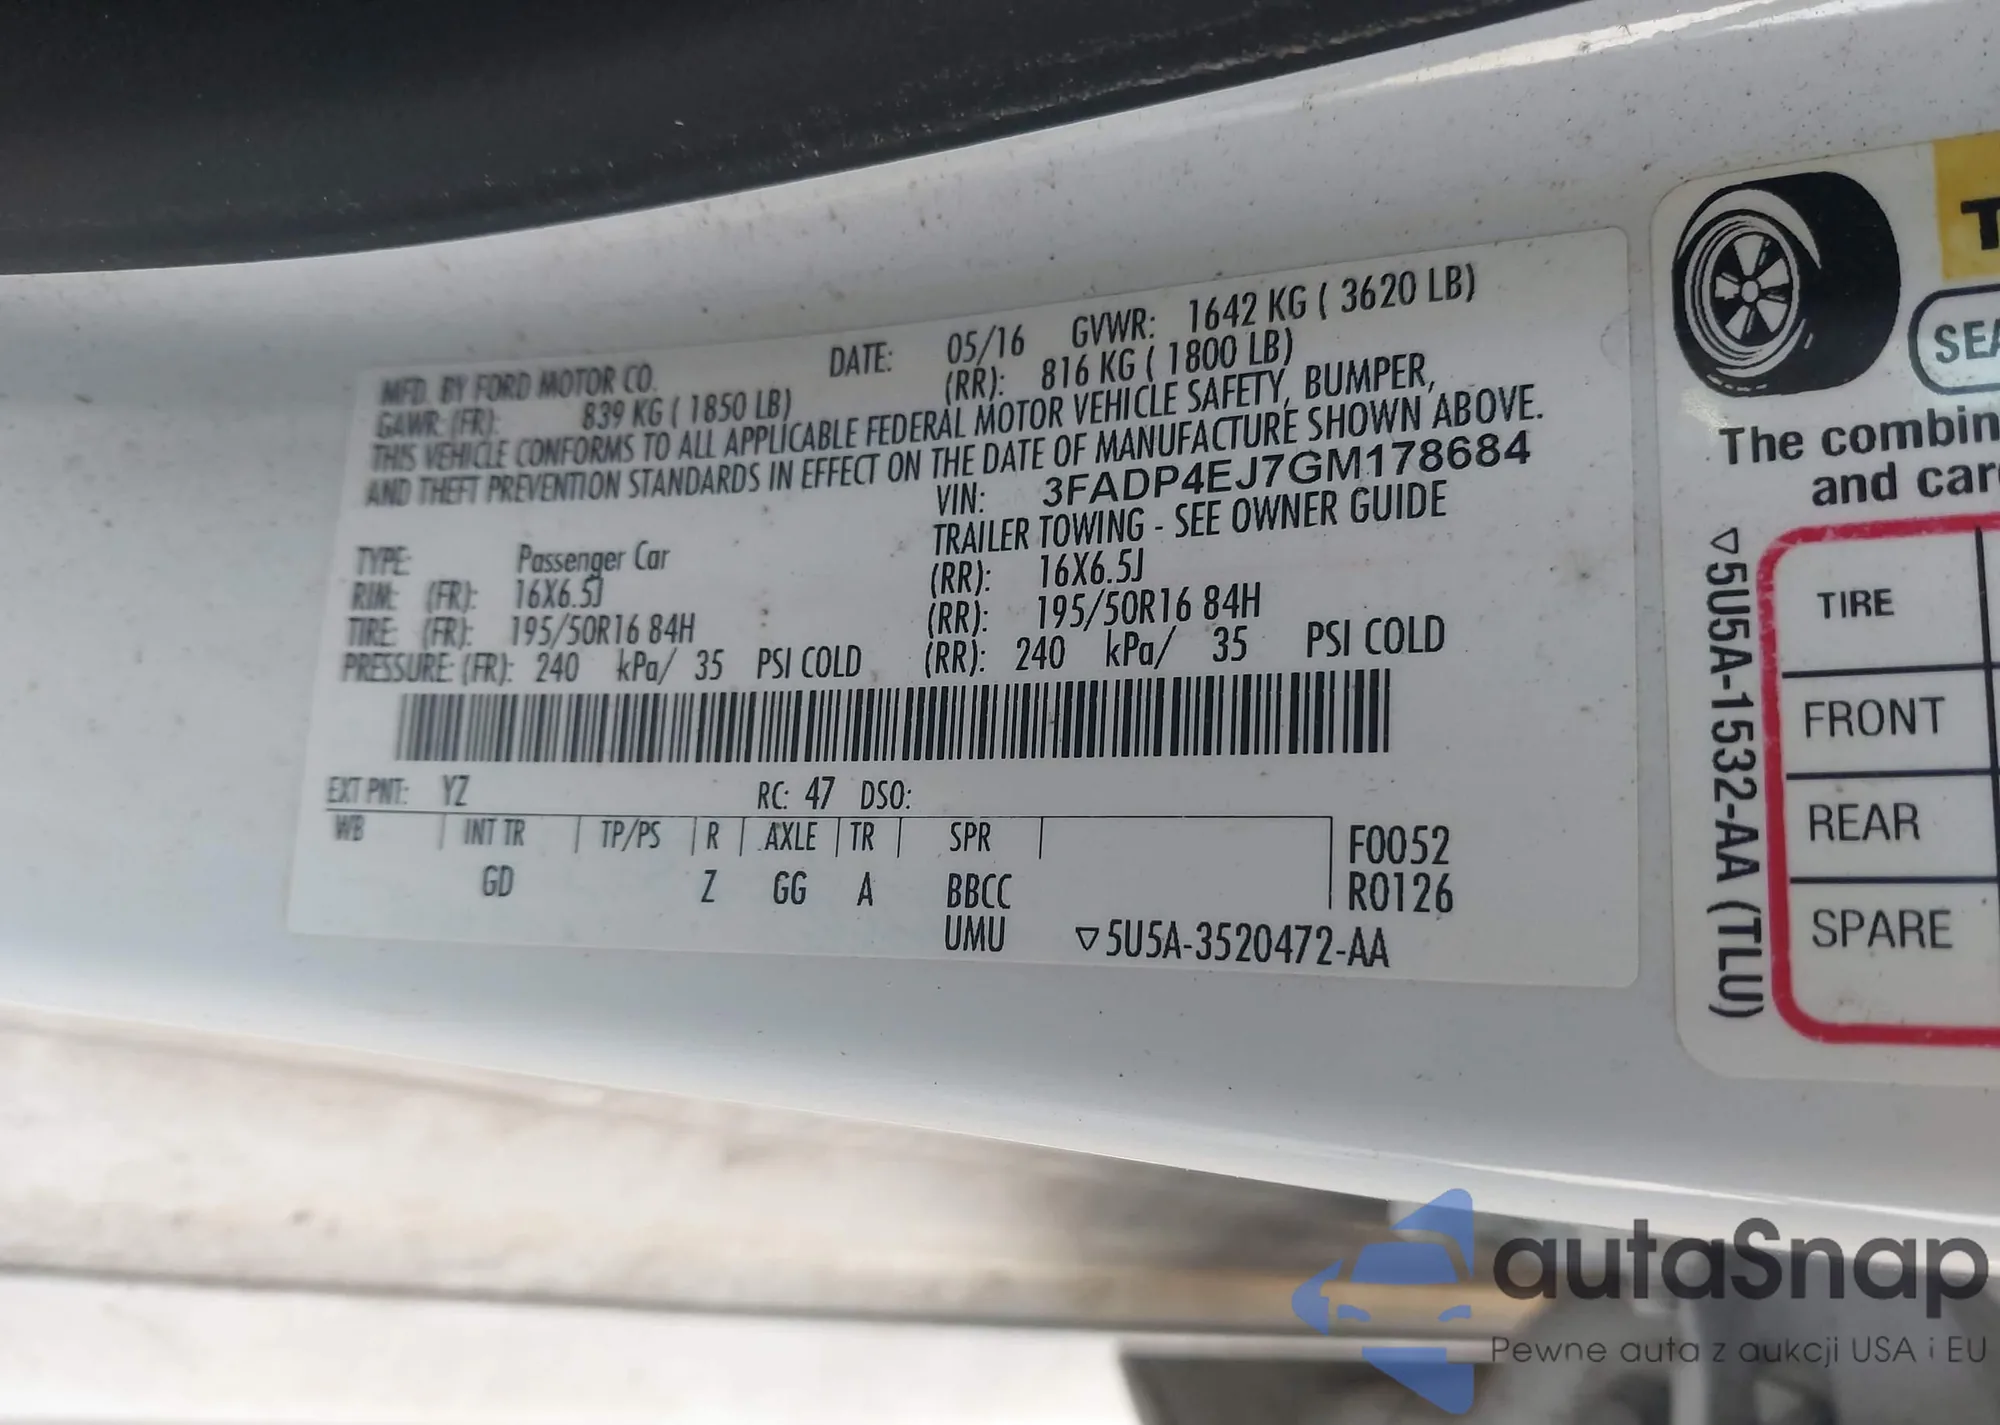 MFD. BY FORD MOTOR CO. DATE: 05/16 GVWR: 1642 KG ( 3620 LB)
GAWR: (FR): 839 KG ( 1850 LB) (RR): 816 KG ( 1800 LB)
THIS VEHICLE CONFORMS TO ALL APPLICABLE FEDERAL MOTOR VEHICLE SAFETY, BUMPER,
AND THEFT PREVENTION STANDARDS IN EFFECT ON THE DATE OF MANUFACTURE SHOWN ABOVE.
VIN: 3FADP4EJ7GM178684
TRAILER TOWING - SEE OWNER GUIDE
TYPE: Passenger Car
RIM: (FR): 16X6.5J (RR): 16X6.5J
TIRE: (FR): 195/50R16 84H (RR): 195/50R16 84H
PRESSURE: (FR): 240 kPa/ 35 PSI COLD (RR): 240 kPa/ 35 PSI COLD
EXT PNT: YZ RC: 47 DSO:
WB INT TR TP/PS R AXLE TR SPR F0052
GD Z GG A BBCC R0126
UMU ▽5U5A-3520472-AA
SEA
The combin
and car
▽5U5A-1532-AA (TLU)
TIRE
FRONT
REAR
SPARE
autaSnap
Pewne auta z aukcji USA i EU